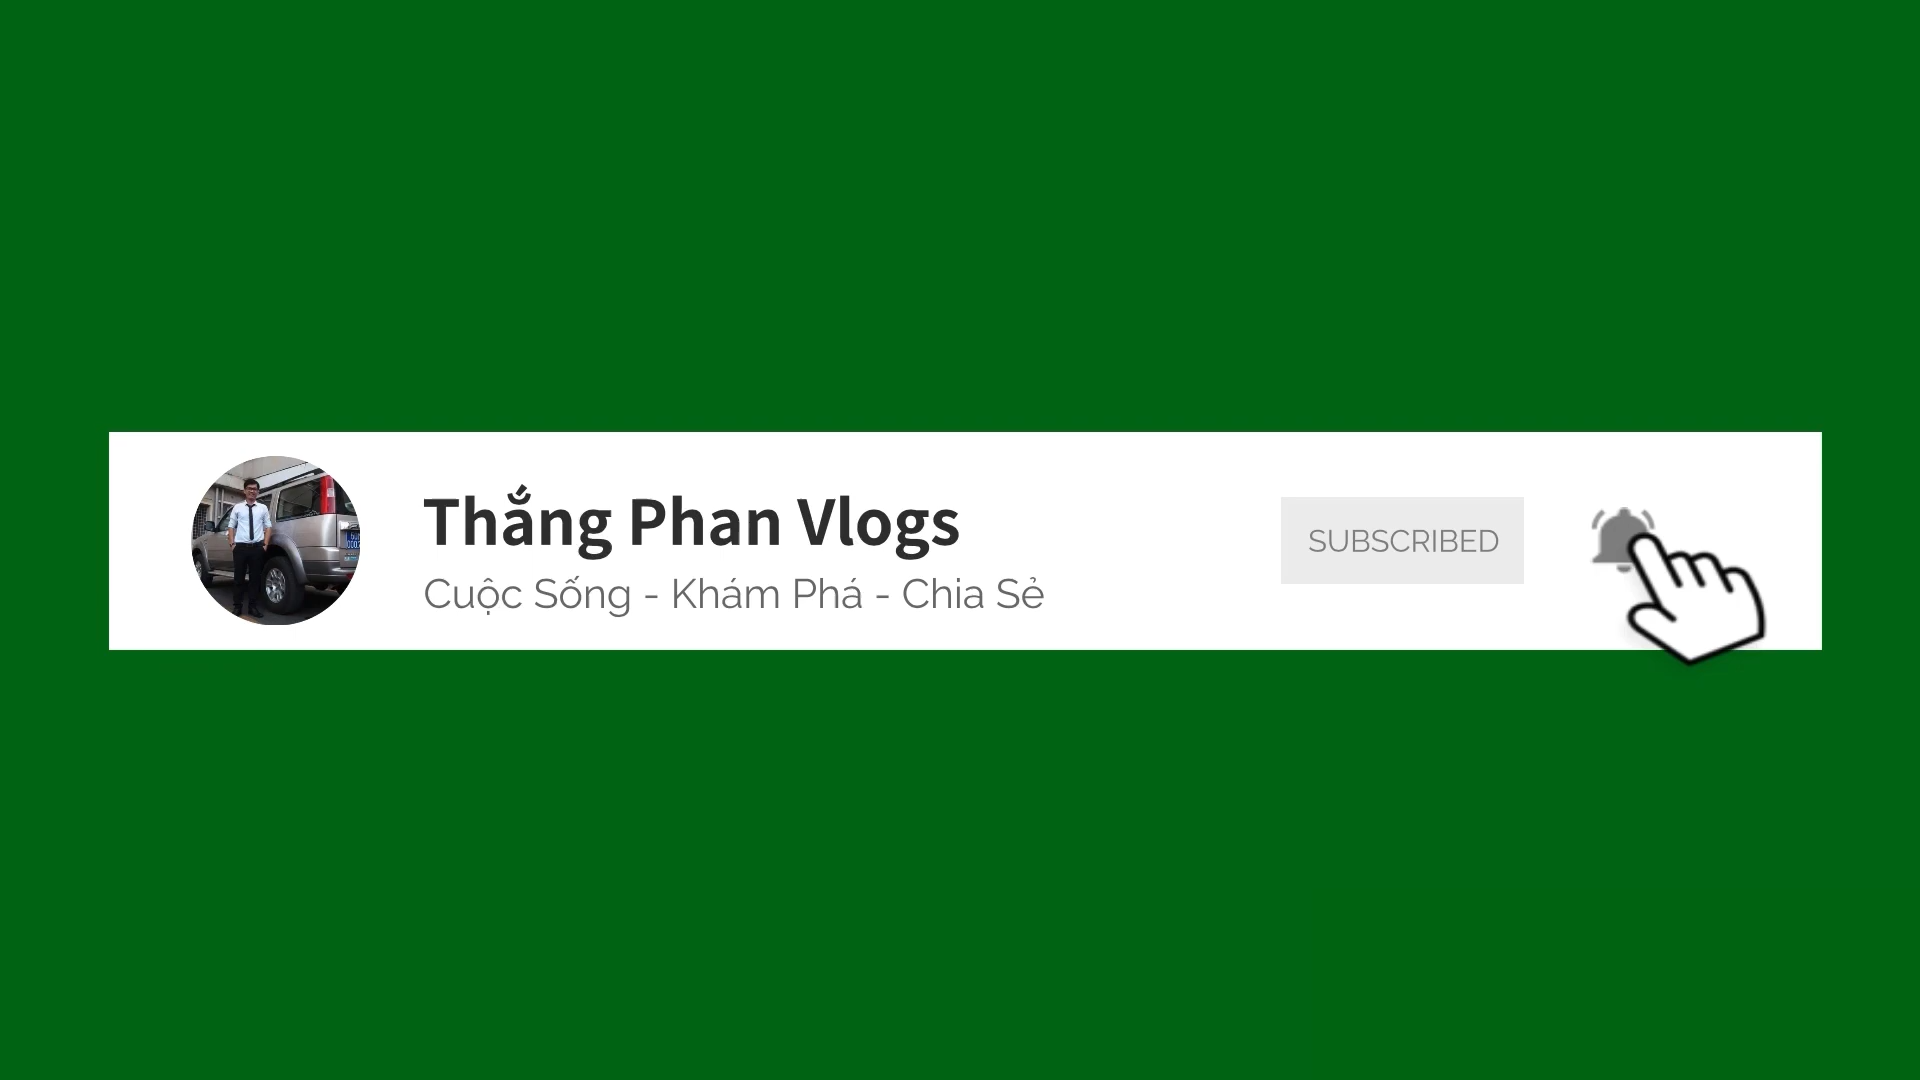 Thắng Phan Vlogs
Cuộc Sống - Khám Phá - Chia Sẻ
SUBSCRIBED